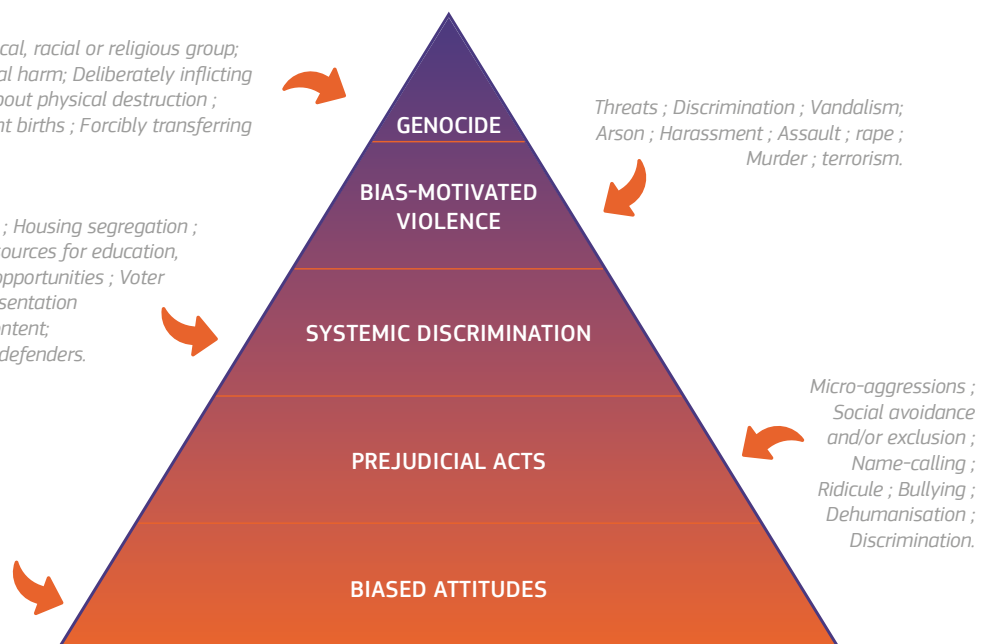 cal, racial or religious group;
al harm; Deliberately inflicting
bout physical destruction ;
nt births ; Forcibly transferring
GENOCIDE
Threats ; Discrimination ; Vandalism;
Arson ; Harassment ; Assault ; rape ;
Murder ; terrorism.
BIAS-MOTIVATED
VIOLENCE
; Housing segregation ;
sources for education,
opportunities ; Voter
sentation
ontent;
defenders.
SYSTEMIC DISCRIMINATION
Micro-aggressions ;
Social avoidance
and/or exclusion ;
Name-calling ;
Ridicule ; Bullying ;
Dehumanisation ;
Discrimination.
PREJUDICIAL ACTS
BIASED ATTITUDES